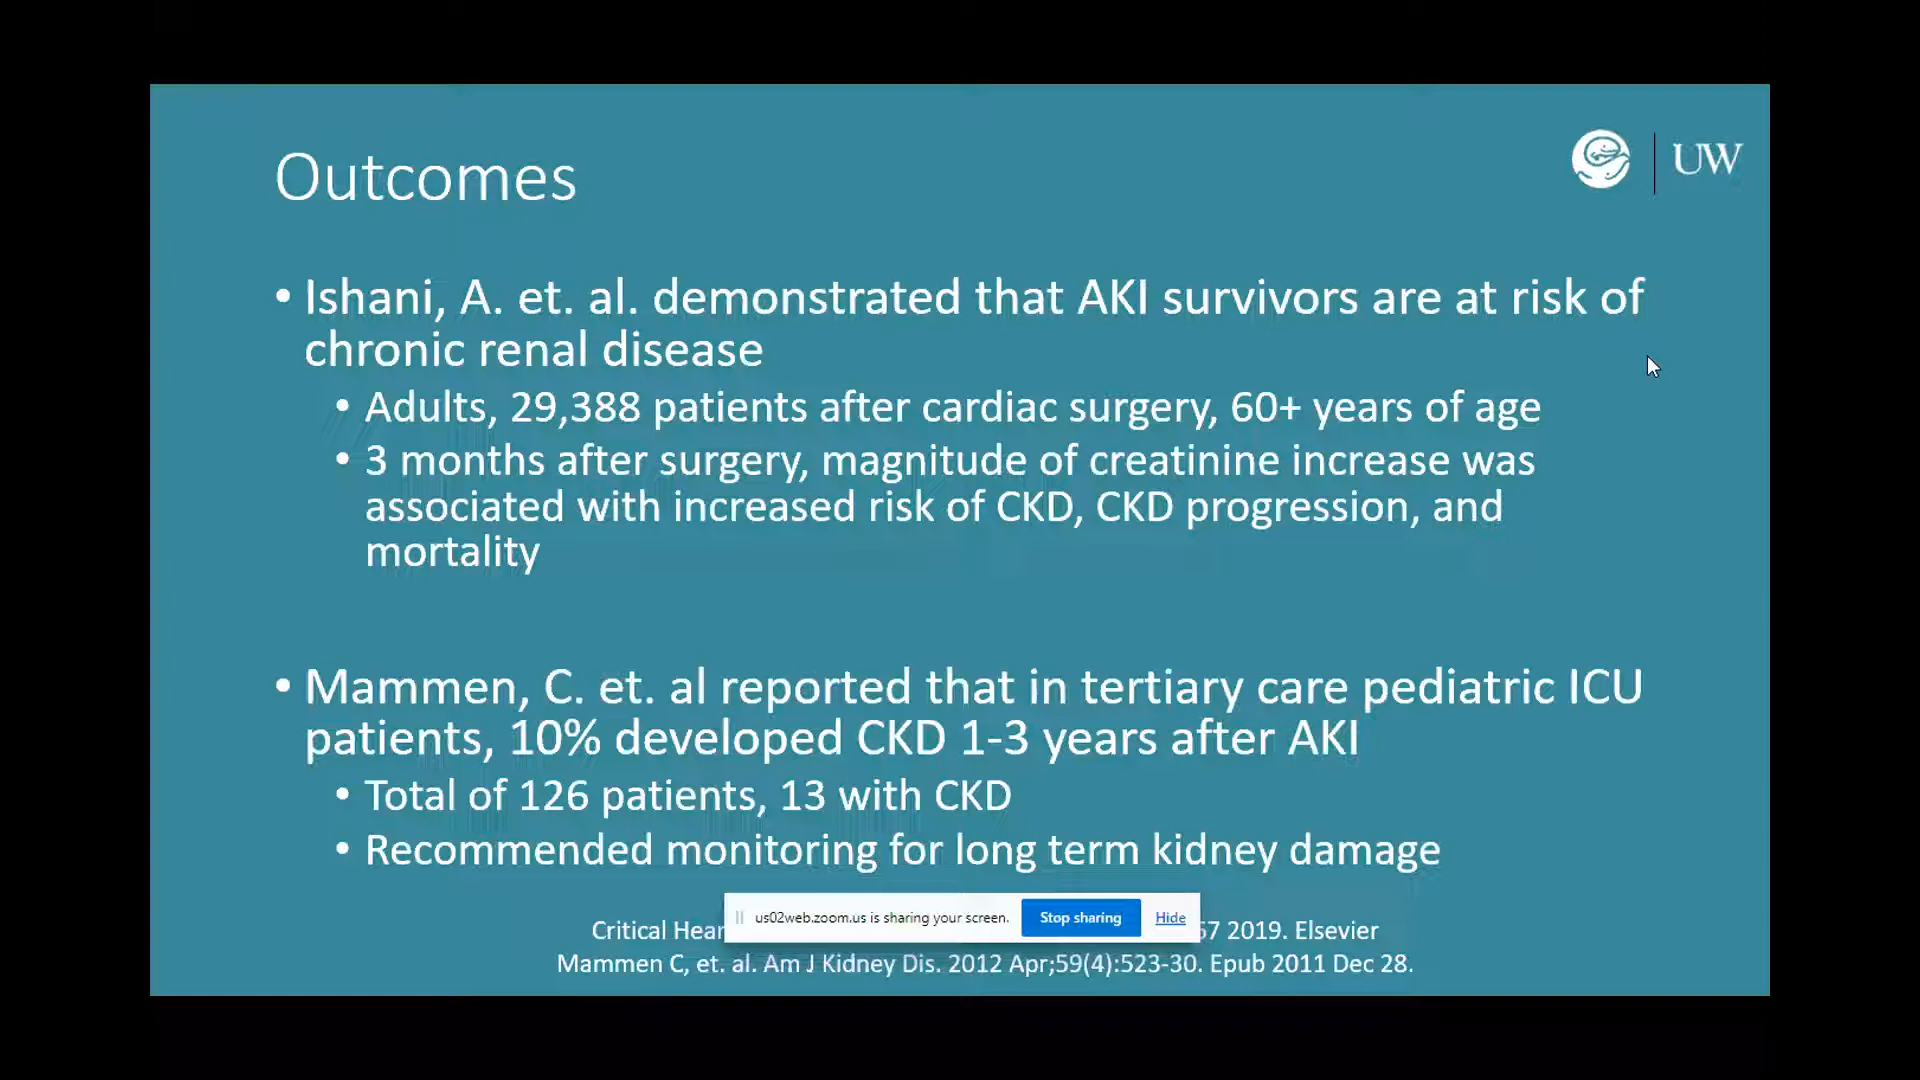 Outcomes
UW
• Ishani, A. et. al. demonstrated that AKI survivors are at risk of
chronic renal disease
• Adults, 29,388 patients after cardiac surgery, 60+ years of age
• 3 months after surgery, magnitude of creatinine increase was
associated with increased risk of CKD, CKD progression, and
mortality
• Mammen, C. et. al reported that in tertiary care pediatric ICU
patients, 10% developed CKD 1-3 years after AKI
• Total of 126 patients, 13 with CKD
• Recommended monitoring for long term kidney damage
us02web.zoom.us is sharing your screen. Stop sharing Hide
Critical 2019. Elsevier
Mammen C, et. al. Am J Kidney Dis. 2012 Apr;59(4):523-30. Epub 2011 Dec 28.